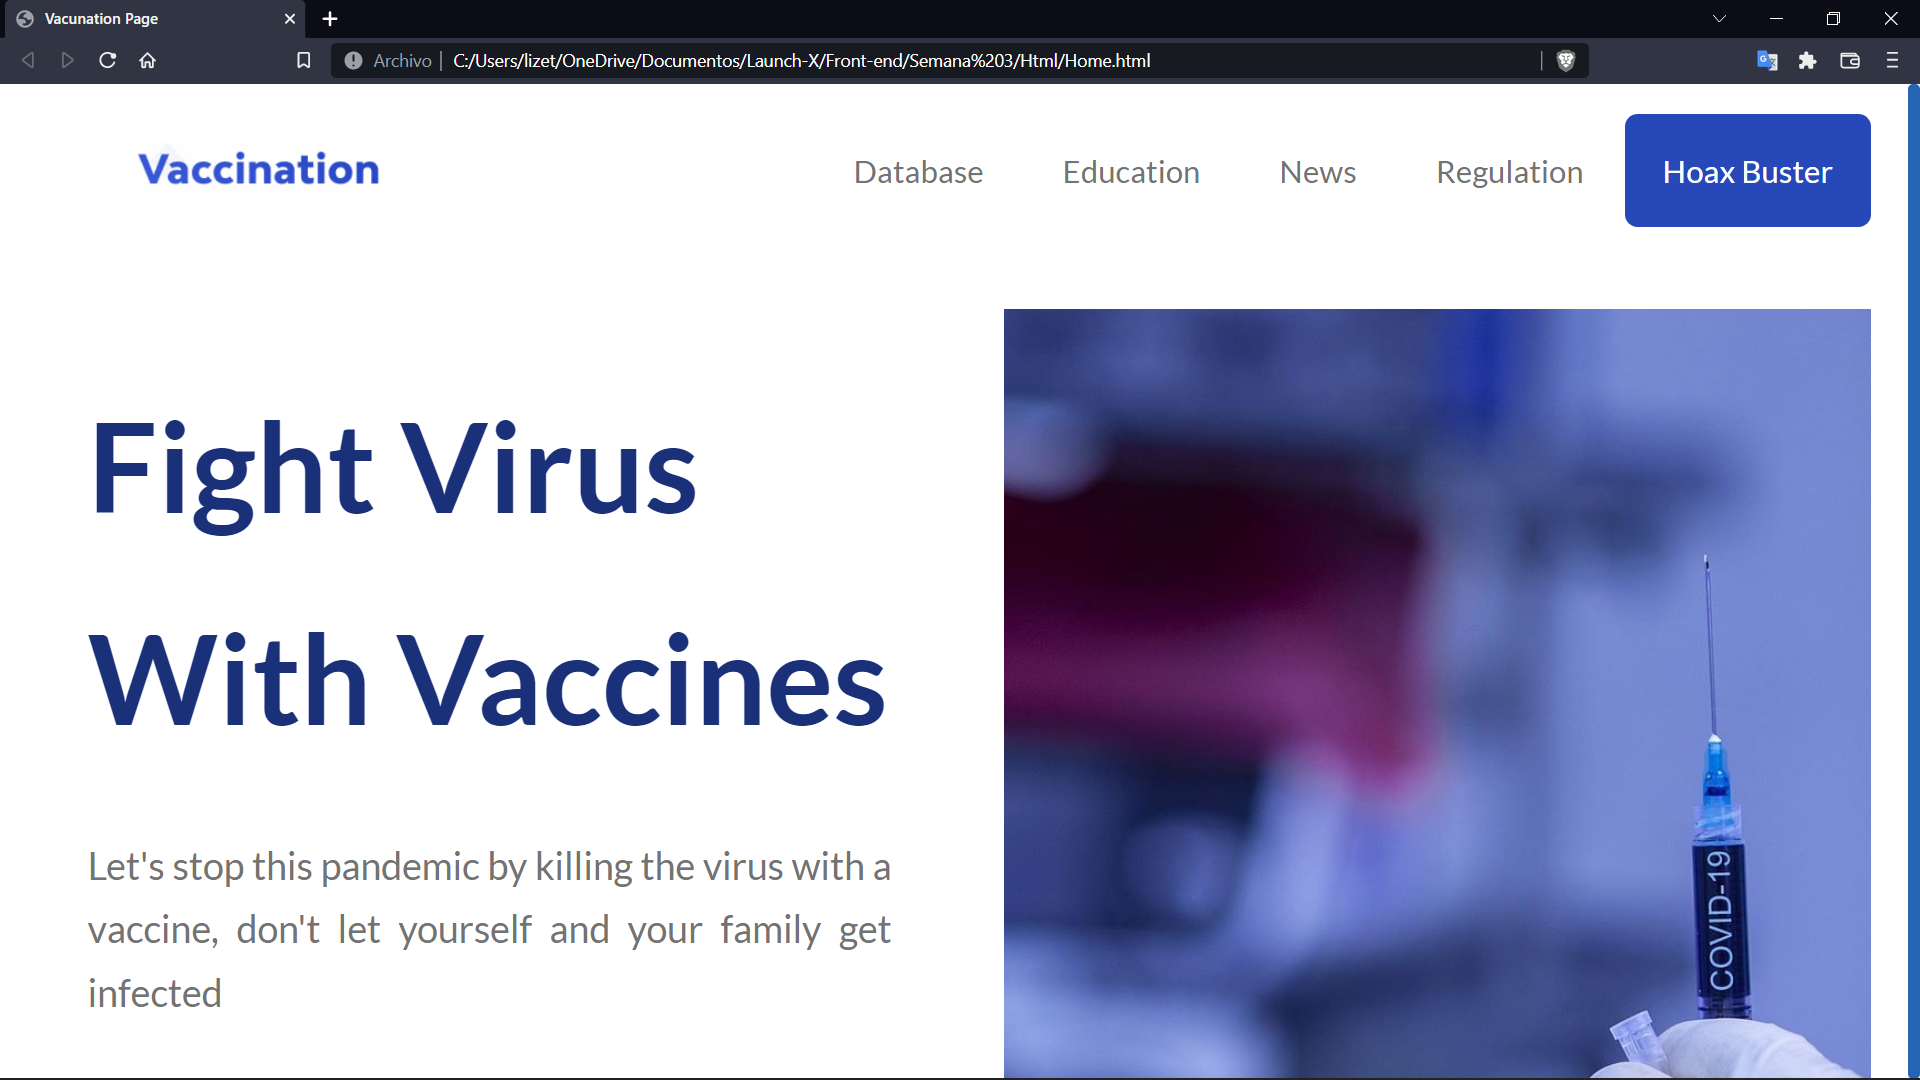 Vacunation Page
Archivo C:/Users/lizet/OneDrive/Documentos/Launch-X/Front-end/Semana%203/Html/Home.html
Vaccination
Database Education News Regulation Hoax Buster
Fight Virus
With Vaccines
Let's stop this pandemic by killing the virus with a
vaccine, don't let yourself and your family get
infected
COVID-19